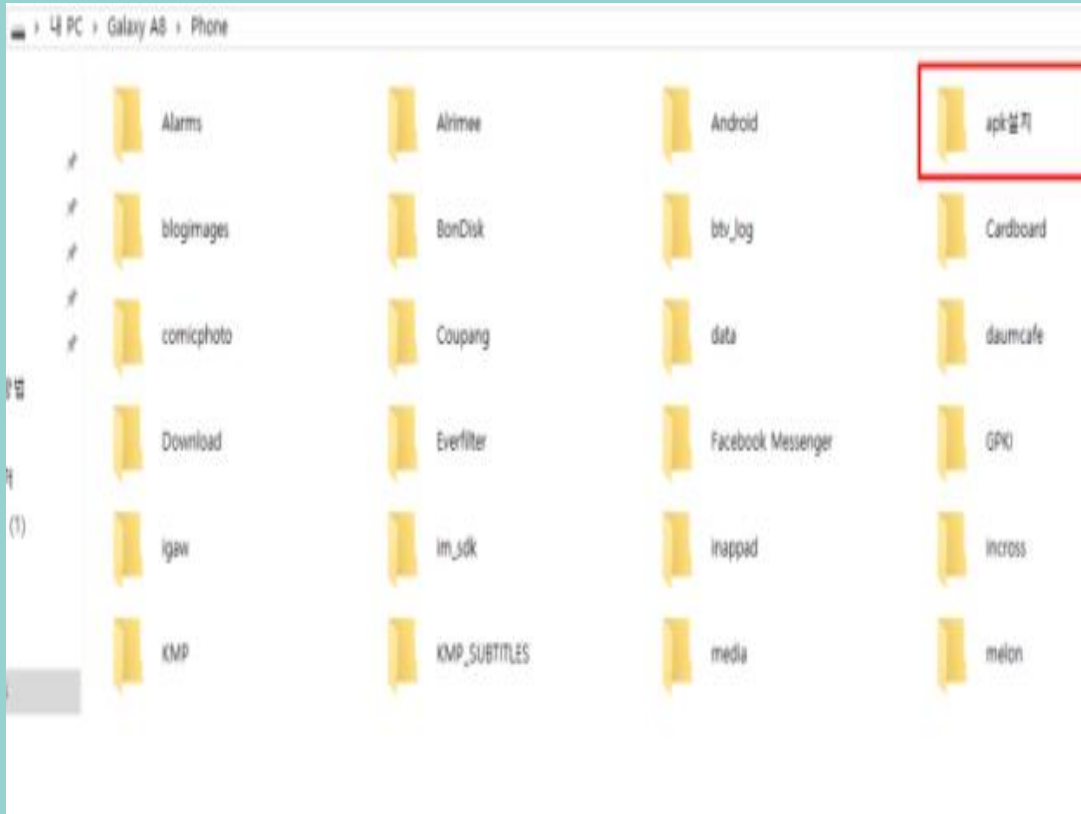 › 내 PC › Galaxy A8 › Phone
Alarms Alrimee Android apk설치
blogimages BonDisk btv_log Cardboard
comicphoto Coupang data daumcafe
Download Everfilter Facebook Messenger GPKI
igaw im_sdk inappad incross
(1)
KMP KMP_SUBTITLES media melon